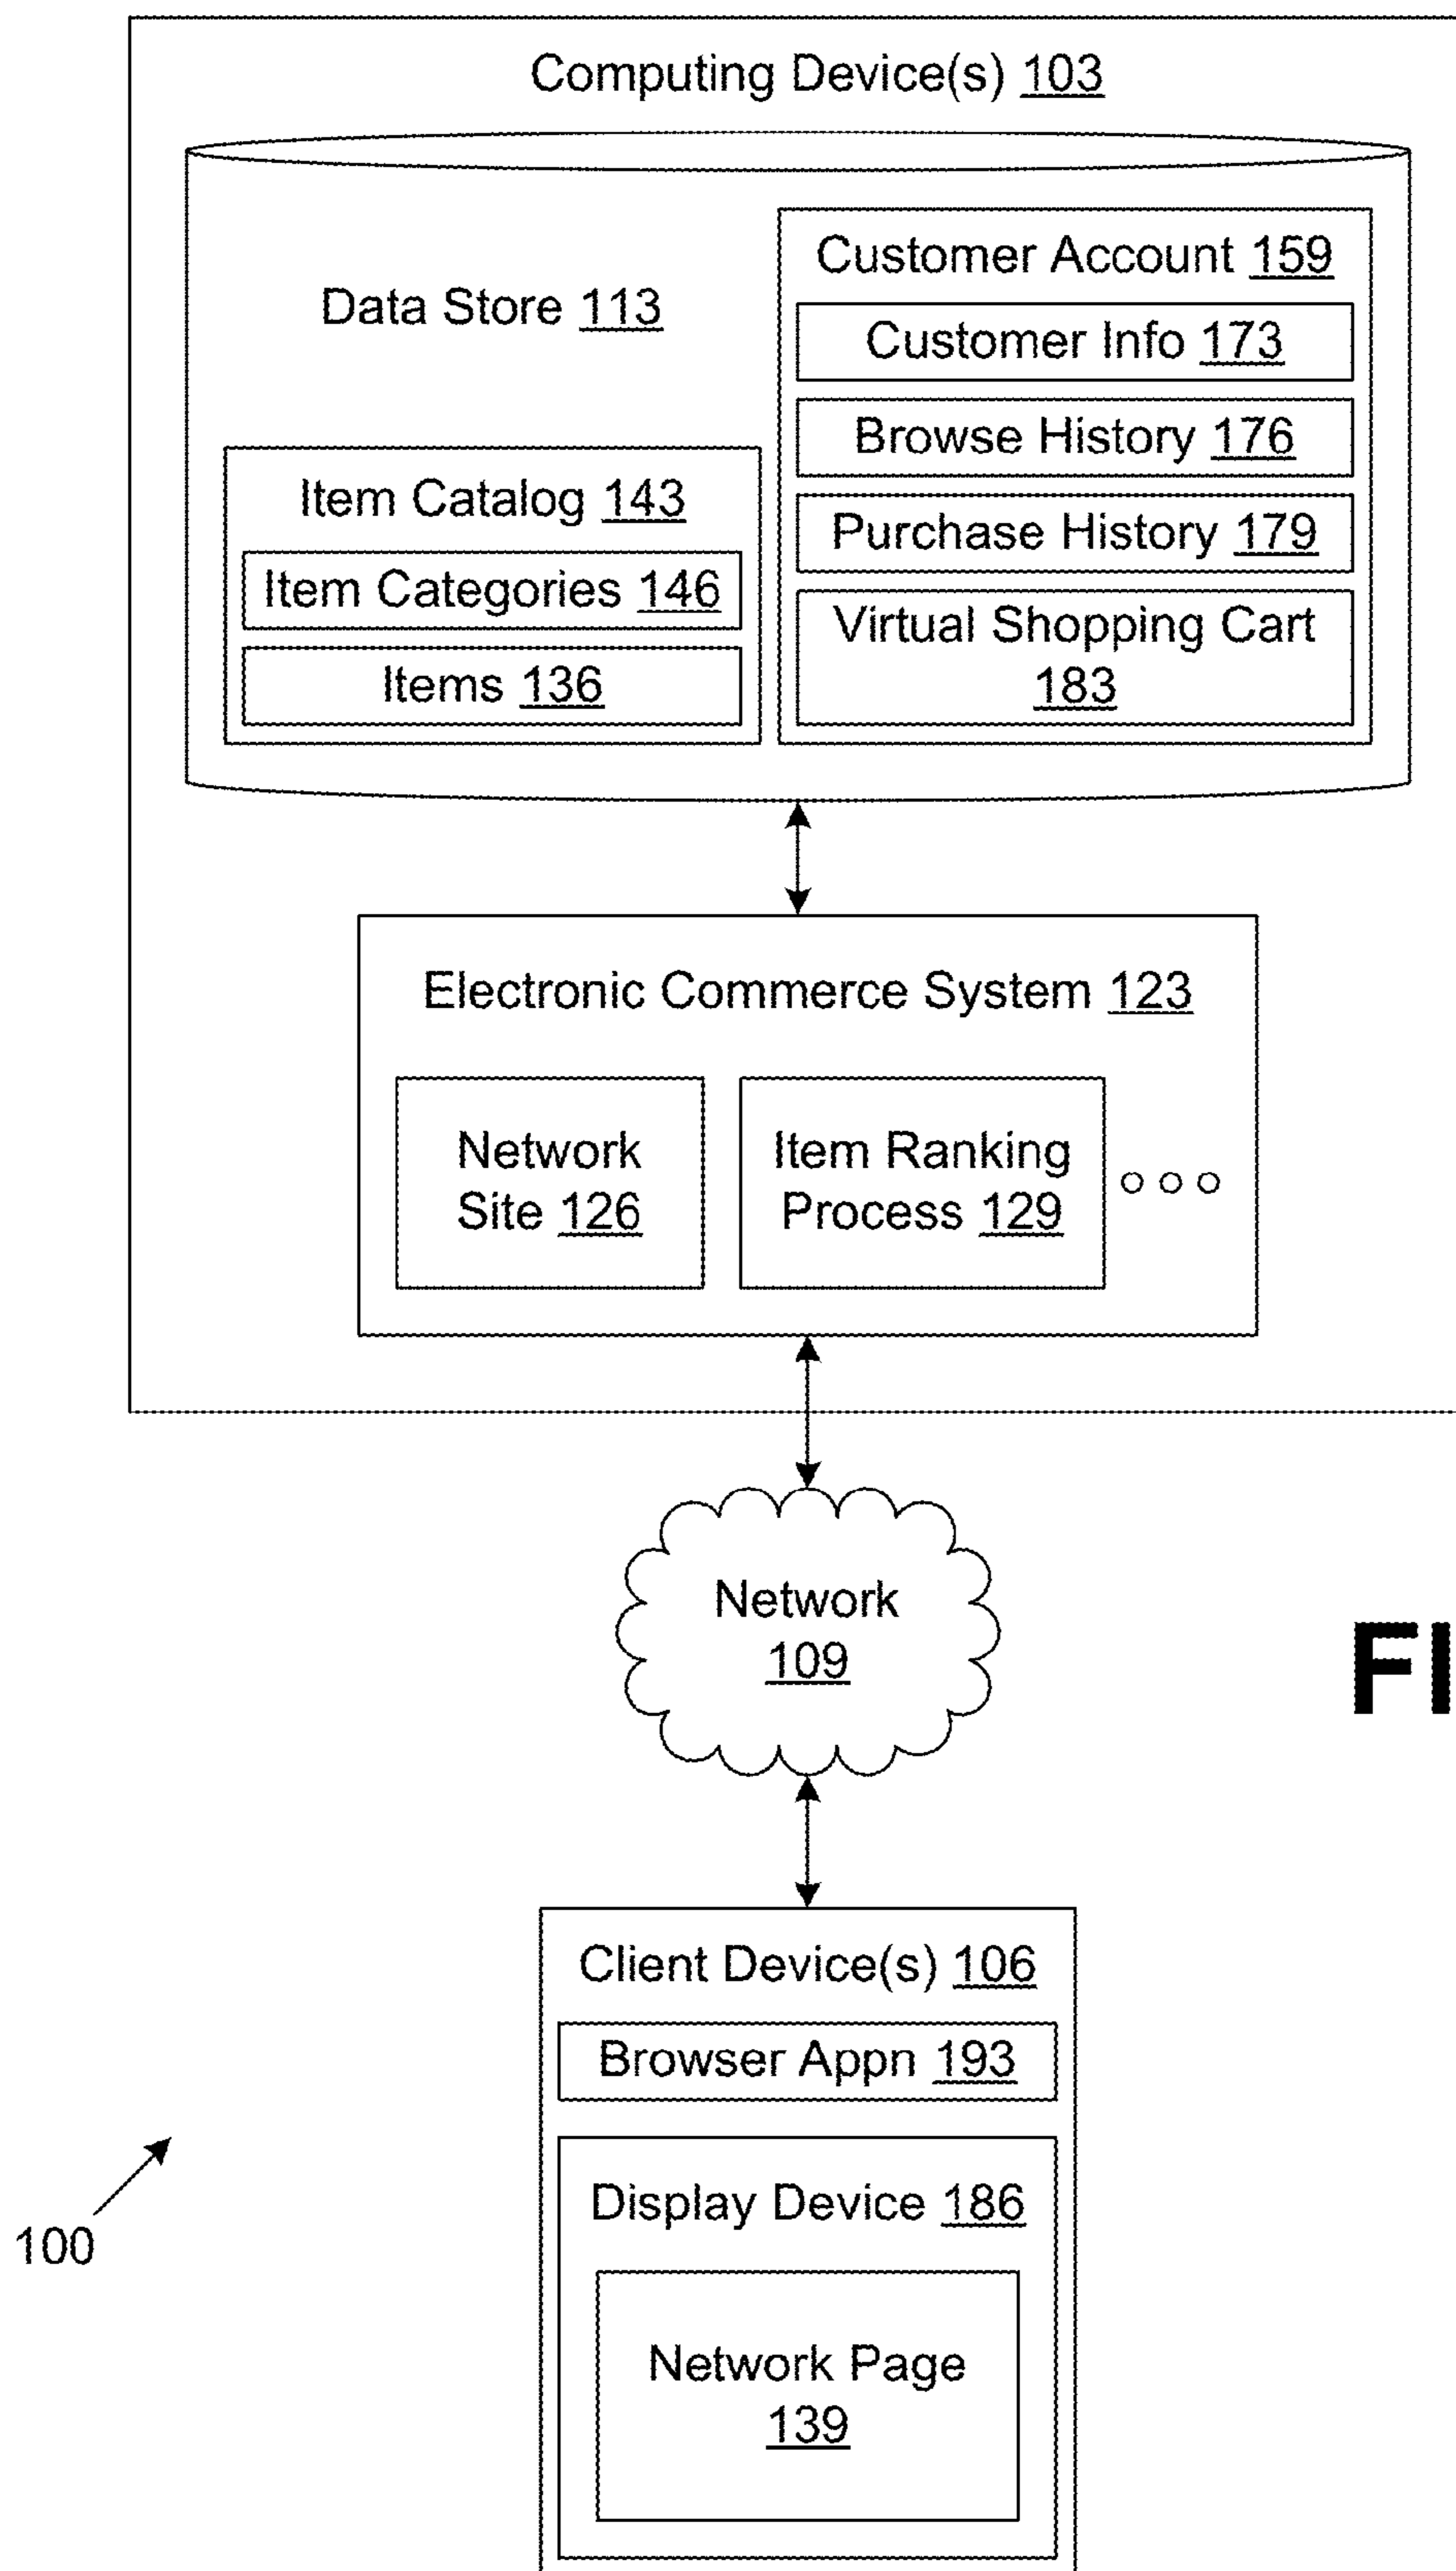 Computing Device(s) 103
Data Store 113
Item Catalog 143
Item Categories 146
Items 136
Customer Account 159
Customer Info 173
Browse History 176
Purchase History 179
Virtual Shopping Cart
183
Electronic Commerce System 123
Network
Site 126
Item Ranking
Process 129
Network
109
FI
Client Device(s) 106
Browser Appn 193
Display Device 186
Network Page
139
100